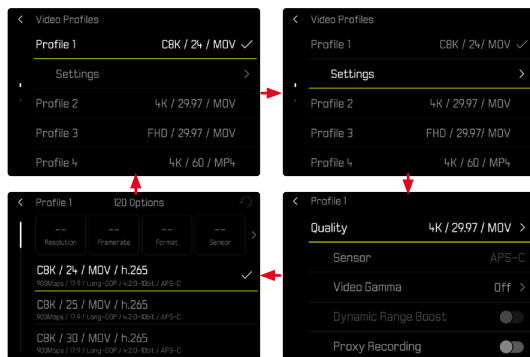 Video Profiles
Profile 1 C8K / 24 / MOV
Settings
Profile 2 4K / 29.97 / MOV
Profile 3 FHD / 29.97 / MOV
Profile 4 4K / 60 / MP4
Video Profiles
Profile 1 C8K / 24/ MOV
Settings
Profile 2 4K / 29.97 / MOV
Profile 3 FHD / 29.97/ MOV
Profile 4 4K / 60 / MP4
Profile 1 120 Options
-- -- -- --
Resolution Framerate Format Sensor
C8K / 24 / MOV / h.265
900Mbps / 17:9 / Long-GOP / 4:2:0-10bit / APS-C
C8K / 25 / MOV / h.265
900Mbps / 17:9 / Long-GOP / 4:2:0-10bit / APS-C
C8K / 30 / MOV / h.265
900Mbps / 17:9 / Long-GOP / 4:2:0-10bit / APS-C
Profile 1
Quality 4K / 29.97 / MOV
Sensor APS-C
Video Gamma Off
Dynamic Range Boost
Proxy Recording